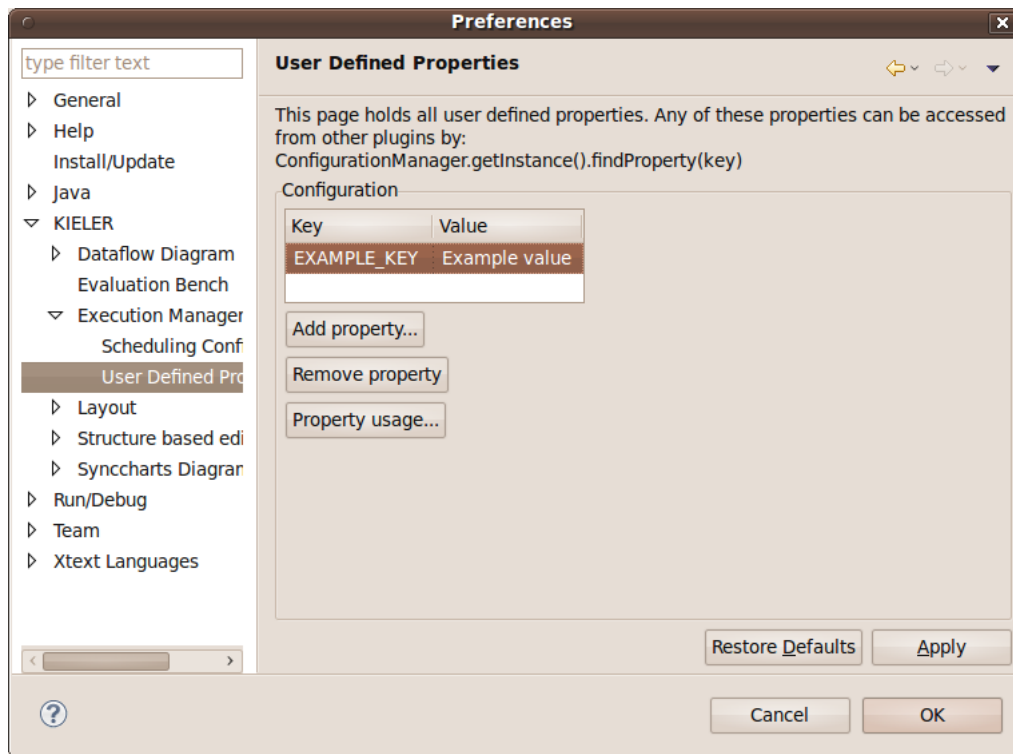 Preferences
type filter text
General
Help
Install/Update
Java
KIELER
Dataflow Diagram
Evaluation Bench
Execution Manager
Scheduling Conf
User Defined Pro
Layout
Structure based edi
Synccharts Diagran
Run/Debug
Team
Xtext Languages
User Defined Properties
This page holds all user defined properties. Any of these properties can be accessed
from other plugins by:
ConfigurationManager.getInstance().findProperty(key)
Configuration
Key Value
EXAMPLE_KEY Example value
Add property...
Remove property
Property usage...
Restore Defaults Apply
Cancel OK